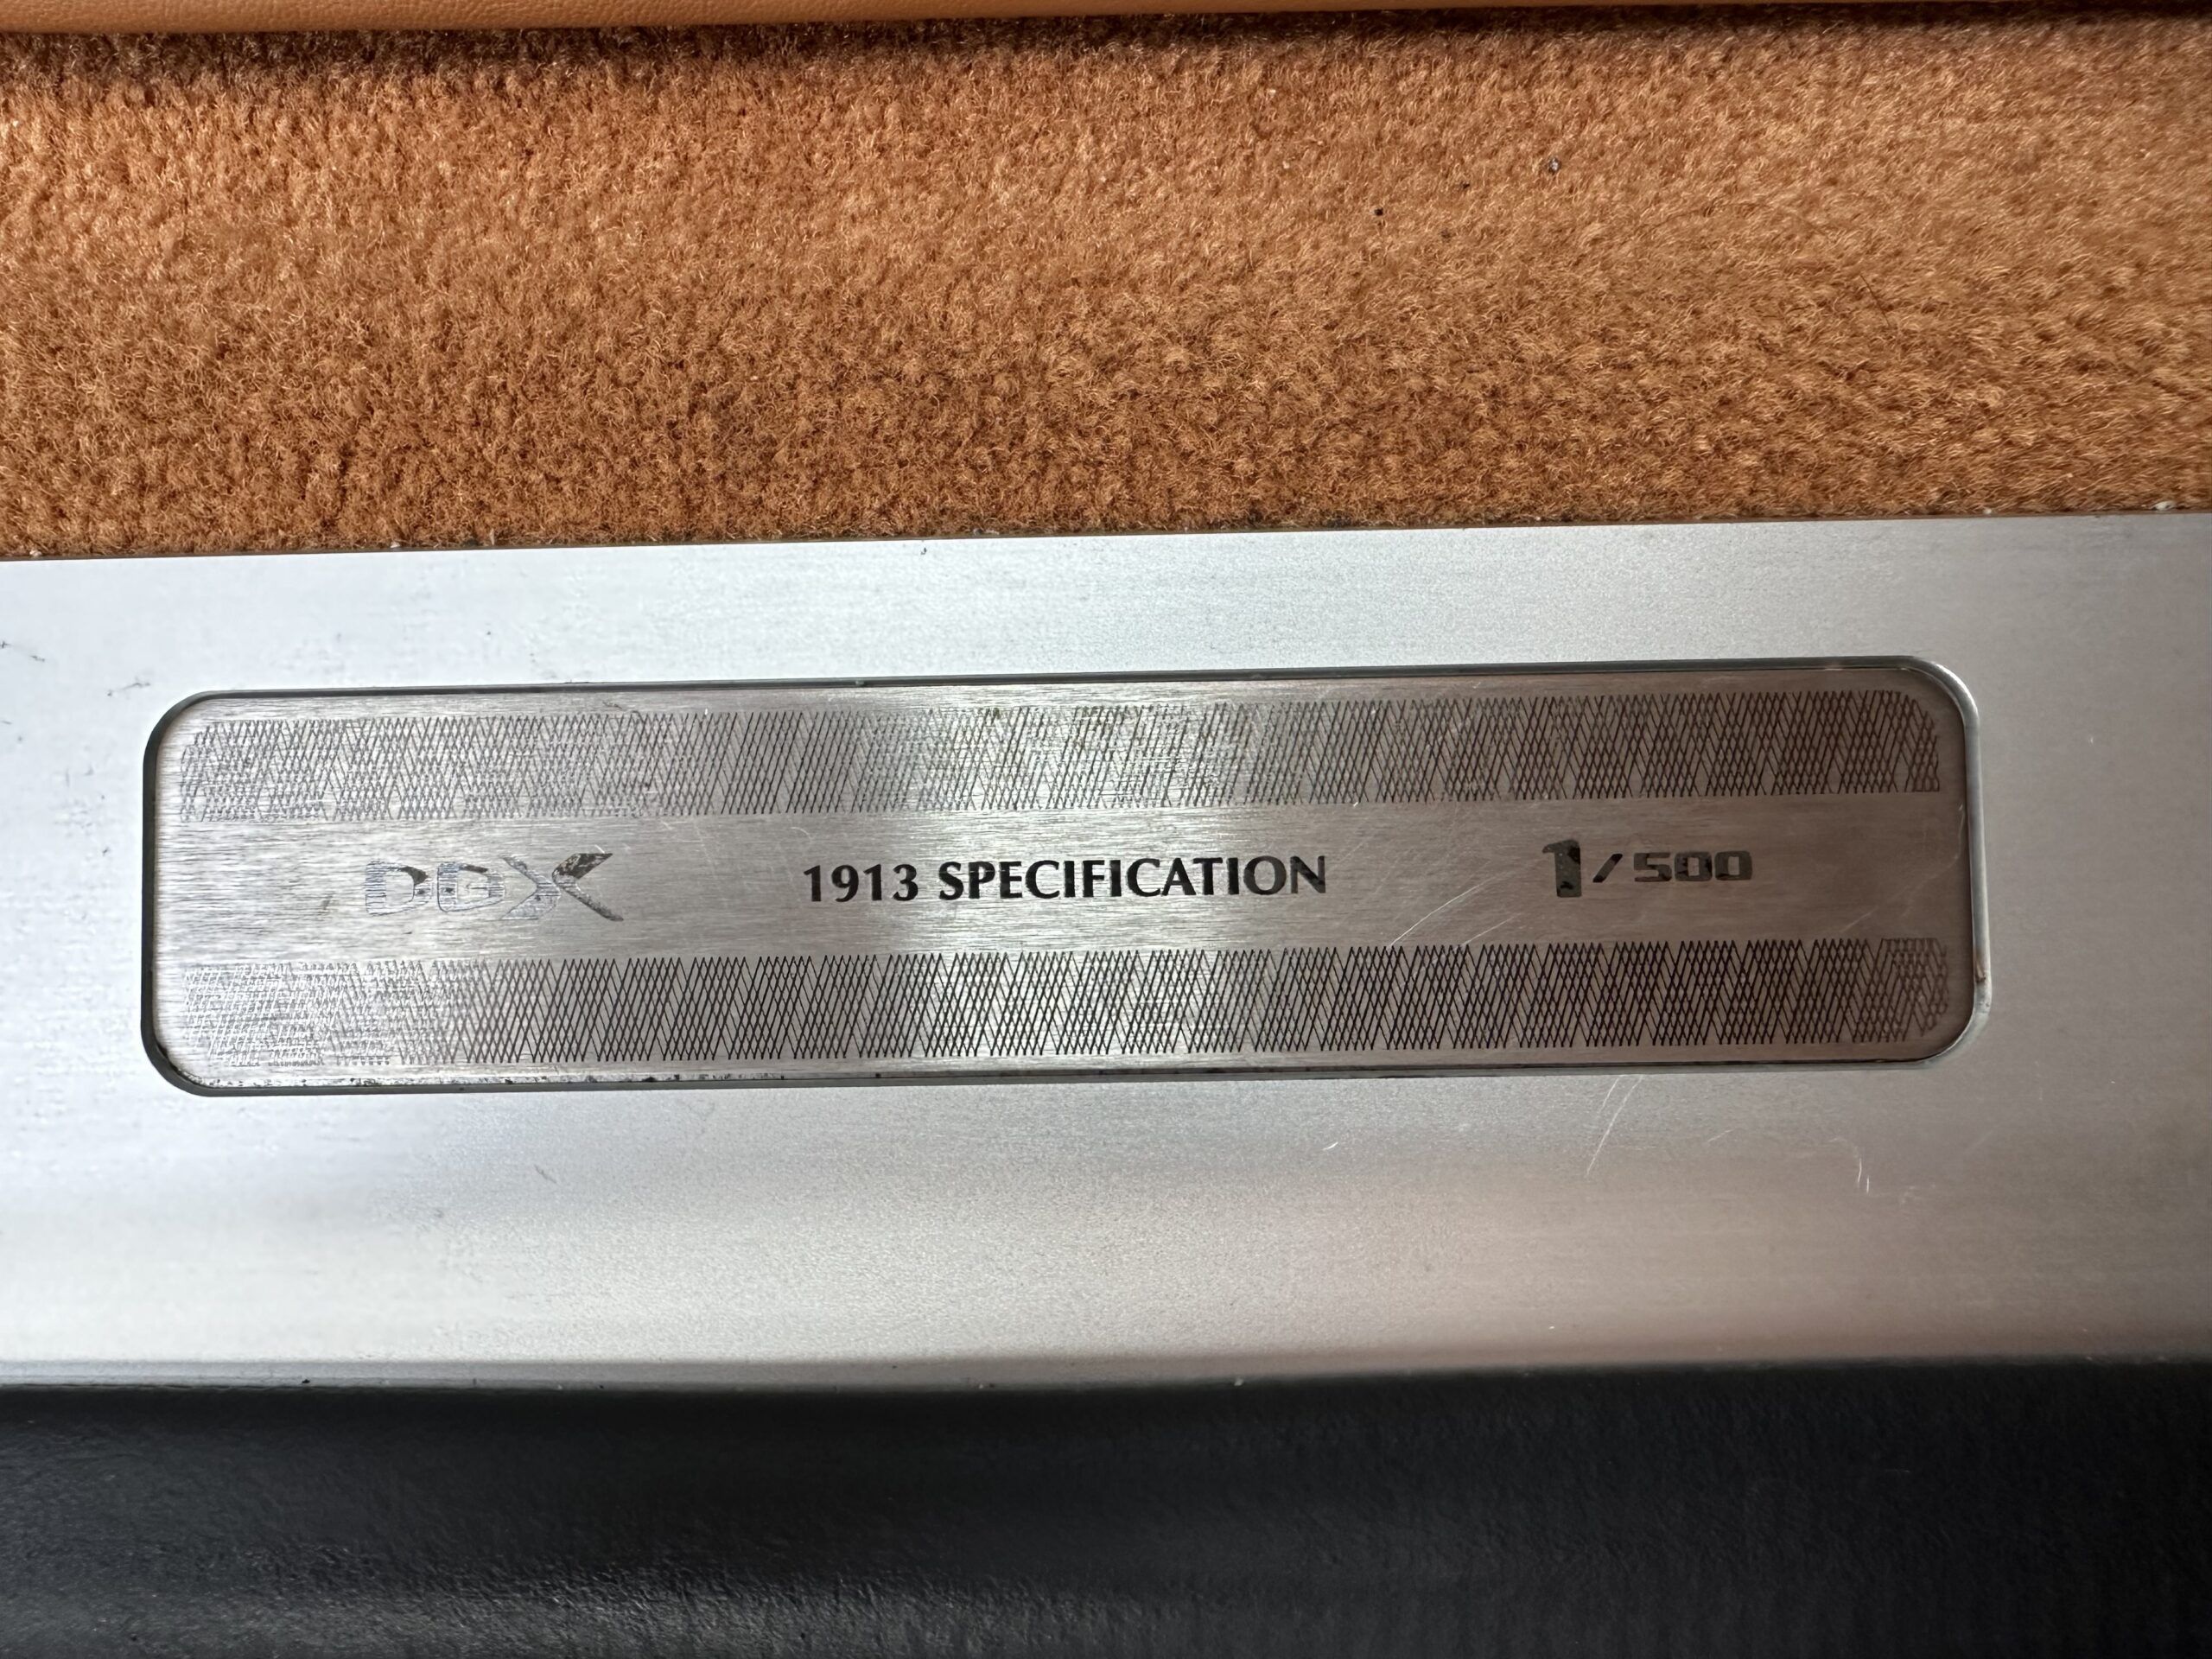 DBX 1913 SPECIFICATION 1/500